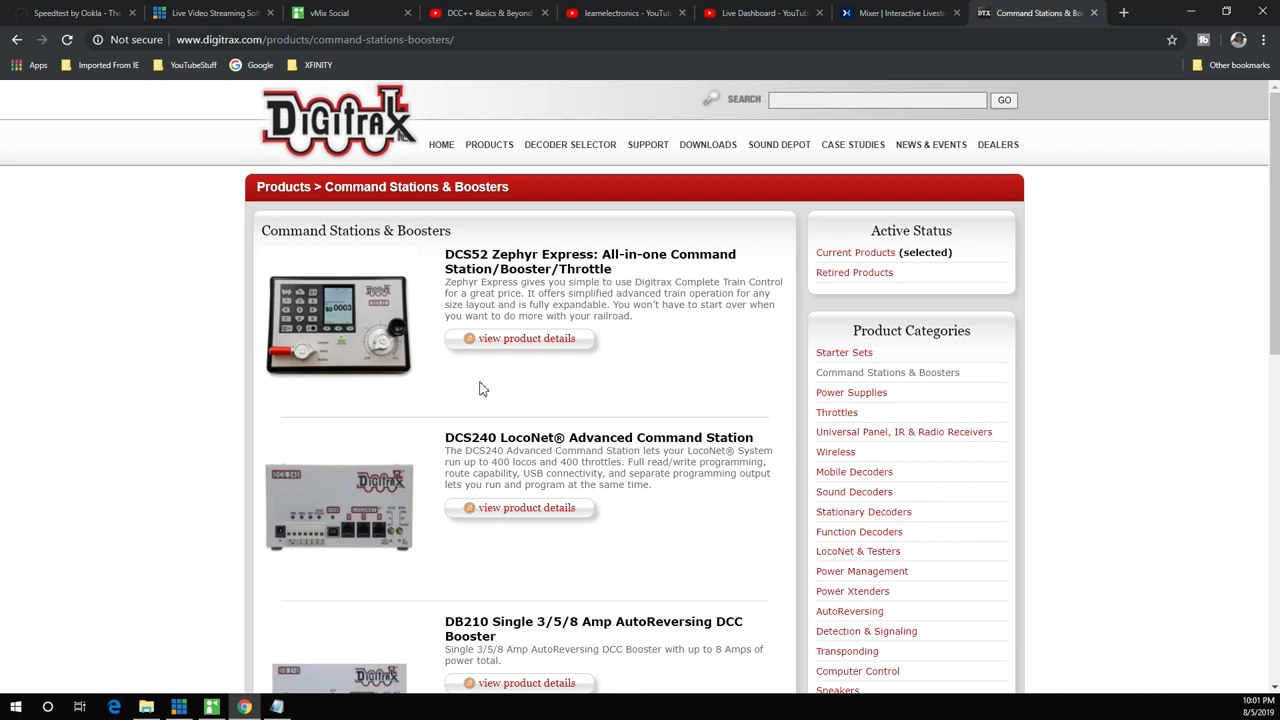 Speedtest by Ookla - The
Live Video Streaming Sof
vMix Social
DCC++ Basics & Beyond
learnelectronics - YouTub
Live Dashboard - YouTub
Mixer | Interactive Livest
Command Stations & Boo
Not secure
www.digitrax.com/products/command-stations-boosters/
Apps
Imported From IE
YouTubeStuff
Google
XFINITY
Other bookmarks
DIGITRAX INC
SEARCH
GO
HOME PRODUCTS DECODER SELECTOR SUPPORT DOWNLOADS SOUND DEPOT CASE STUDIES NEWS & EVENTS DEALERS
Products > Command Stations & Boosters
Command Stations & Boosters
DCS52 Zephyr Express: All-in-one Command
Station/Booster/Throttle
Zephyr Express gives you simple to use Digitrax Complete Train Control
for a great price. It offers simplified advanced train operation for any
size layout and is fully expandable. You won't have to start over when
you want to do more with your railroad.
view product details
0003
DCS240 LocoNet® Advanced Command Station
The DCS240 Advanced Command Station lets your LocoNet® System
run up to 400 locos and 400 throttles. Full read/write programming,
route capability, USB connectivity, and separate programming output
lets you run and program at the same time.
view product details
DCS 240
DIGITRAX
DB210 Single 3/5/8 Amp AutoReversing DCC
Booster
Single 3/5/8 Amp AutoReversing DCC Booster with up to 8 Amps of
power total.
view product details
DIGITRAX
Active Status
Current Products (selected)
Retired Products
Product Categories
Starter Sets
Command Stations & Boosters
Power Supplies
Throttles
Universal Panel, IR & Radio Receivers
Wireless
Mobile Decoders
Sound Decoders
Stationary Decoders
Function Decoders
LocoNet & Testers
Power Management
Power Xtenders
AutoReversing
Detection & Signaling
Transponding
Computer Control
Speakers
10:01 PM
8/5/2019